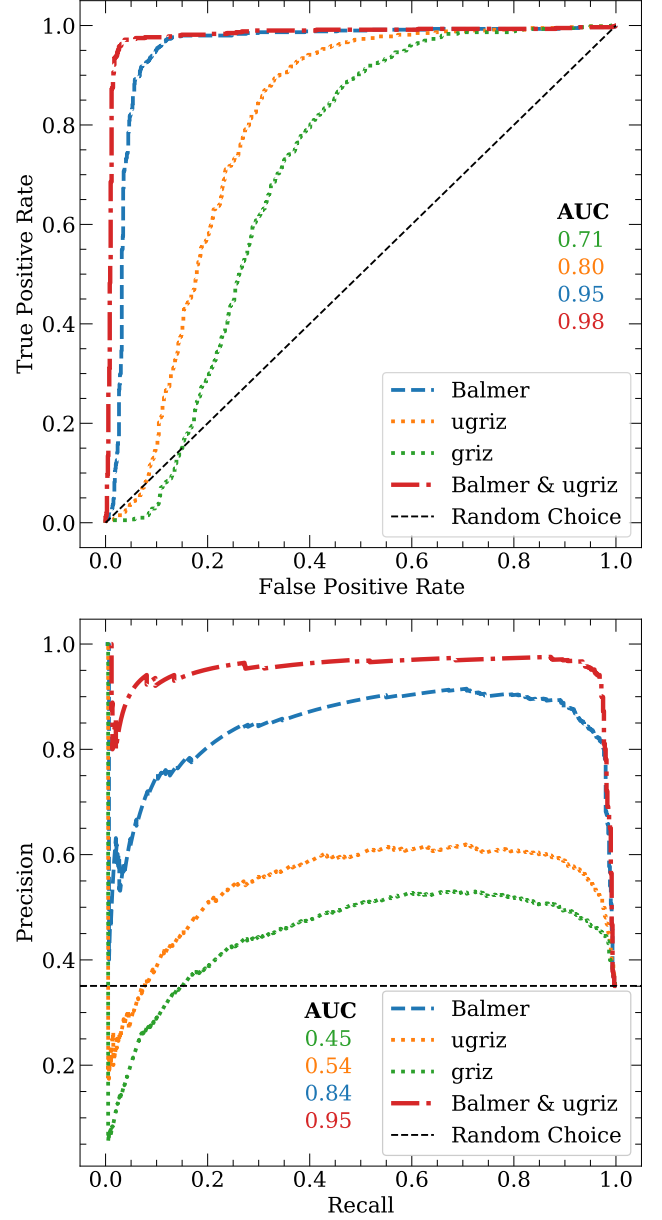 1.0
0.8
0.6
0.4
0.2
0.0
True Positive Rate
AUC
0.71
0.80
0.95
0.98
Balmer
ugriz
griz
Balmer & ugriz
Random Choice
0.0 0.2 0.4 0.6 0.8 1.0
False Positive Rate
1.0
0.8
0.6
0.4
0.2
Precision
AUC
0.45
0.54
0.84
0.95
Balmer
ugriz
griz
Balmer & ugriz
Random Choice
0.0 0.2 0.4 0.6 0.8 1.0
Recall